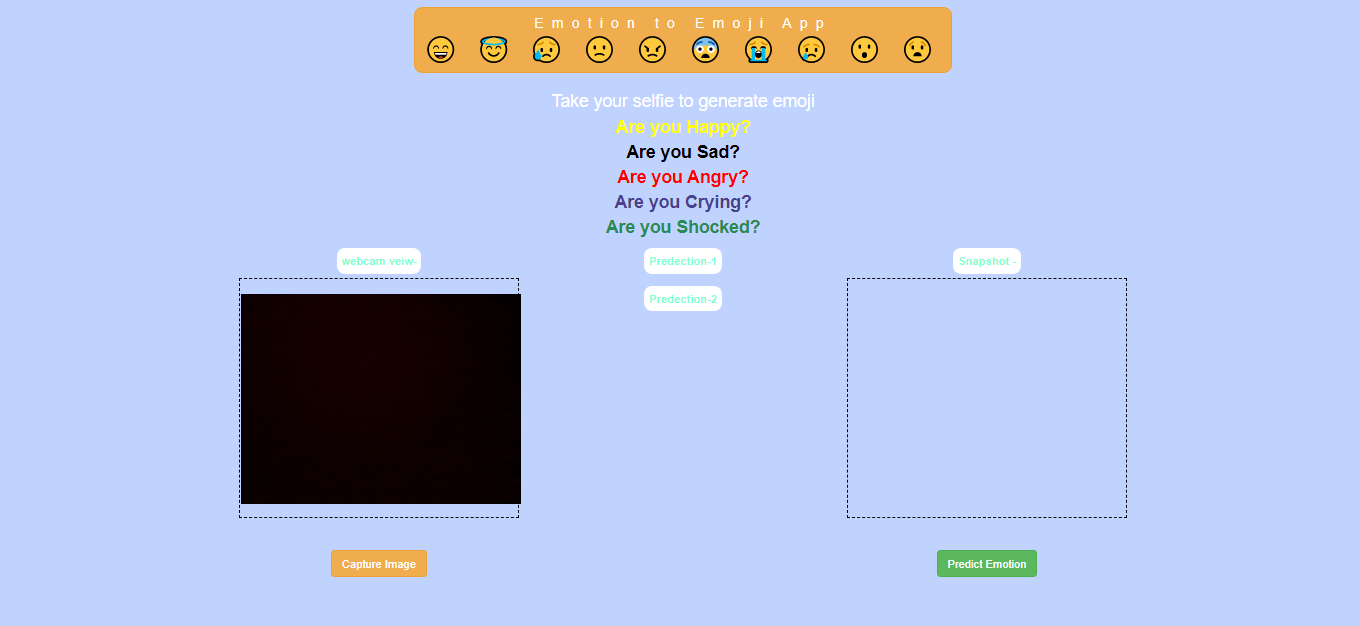 Emotion to Emoji App
😄 😇 😥 🙁 😠 😨 😭 😢 😮 😧
Take your selfie to generate emoji
Are you Happy?
Are you Sad?
Are you Angry?
Are you Crying?
Are you Shocked?
webcam veiw-
Predection-1
Snapshot -
Predection-2
Capture Image
Predict Emotion